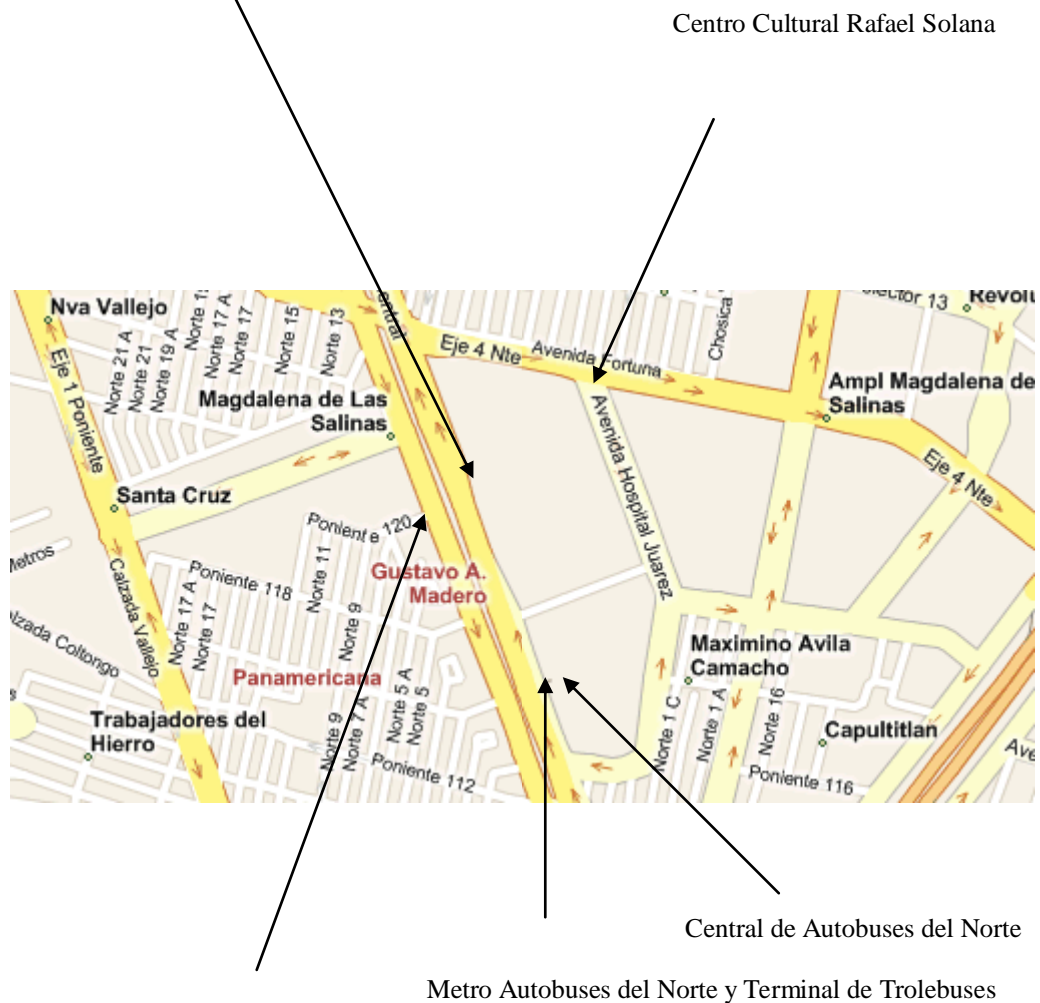 Centro Cultural Rafael Solana
Nva Vallejo
Eje 1 Poniente
Norte 21 A
Norte 21
Norte 19 A
Norte 17 A
Norte 17
Norte 15
Norte 13
Magdalena de Las
Salinas
Eje 4 Nte
Avenida Fortuna
Chosica
Ampl Magdalena de
Salinas
Eje 4 Nte
Avenida Hospital Juarez
Santa Cruz
Calzada Vallejo
Poniente 120
Poniente 118
Norte 11
Norte 9
Norte 17 A
Norte 17
Gustavo A.
Madero
Panamericana
Maximino Avila
Camacho
Capultitlan
Trabajadores del
Hierro
Norte 9
Norte 7 A
Norte 5 A
Norte 5
Poniente 112
Norte 1 C
Norte 1 A
Norte 16
Poniente 116
Central de Autobuses del Norte
Metro Autobuses del Norte y Terminal de Trolebuses